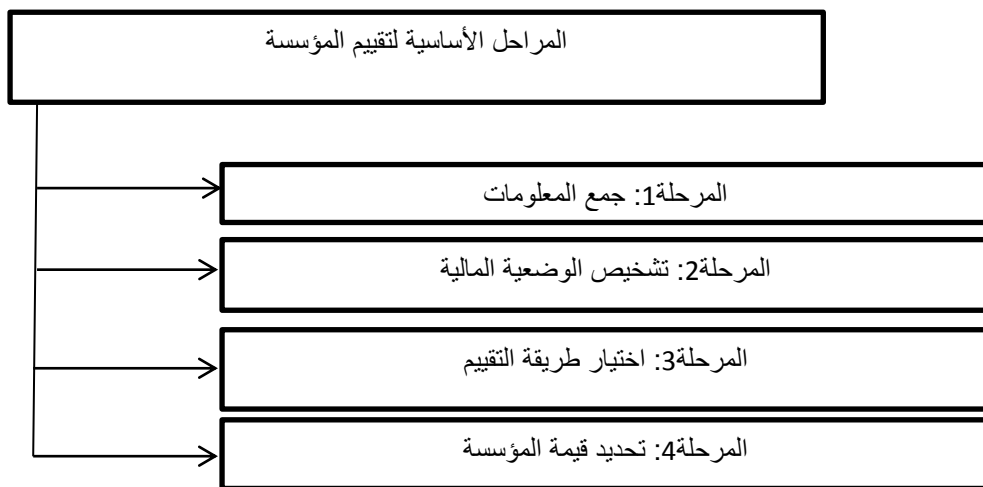 المراحل الأساسية لتقييم المؤسسة
المرحلة1: جمع المعلومات
المرحلة2: تشخيص الوضعية المالية
المرحلة3: اختيار طريقة التقييم
المرحلة4: تحديد قيمة المؤسسة